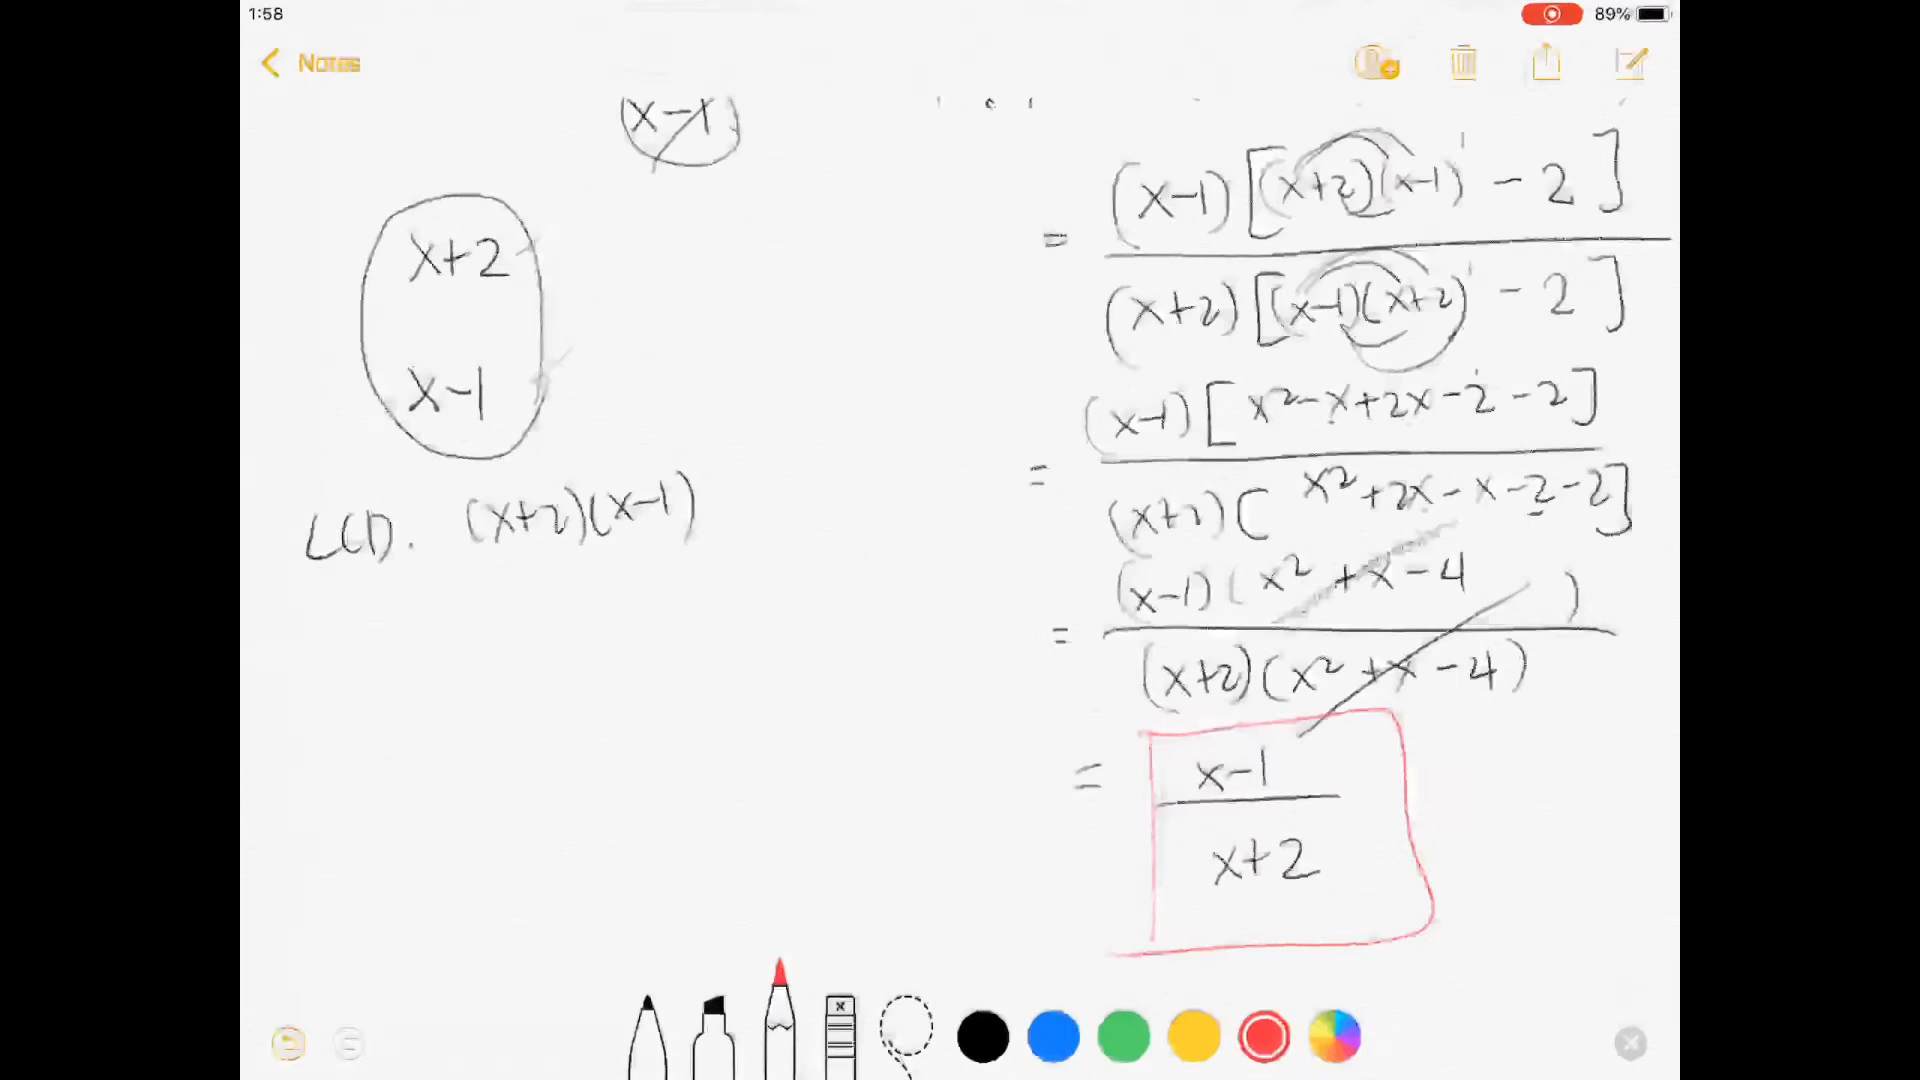 1:58
89%
Notes
x-1
x+2
x-1
LCD. (x+2)(x-1)
= (x-1)[(x+2)(x-1) - 2]
(x+2)[(x-1)(x+2) - 2]
= (x-1)[x²-x+2x-2-2]
(x+2)[x²+2x-x-2-2]
= (x-1)(x²+x-4)
(x+2)(x²+x-4)
= x-1
x+2